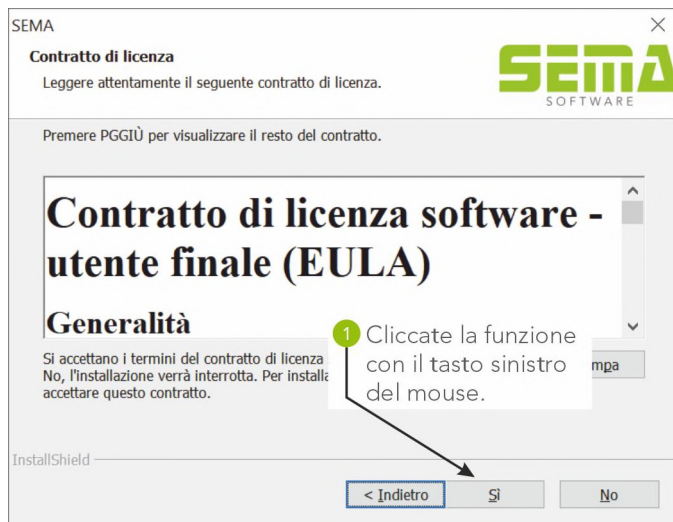 SEMA
Contratto di licenza
Leggere attentamente il seguente contratto di licenza.
SEMA
SOFTWARE
Premere PGGIÙ per visualizzare il resto del contratto.
Contratto di licenza software -
utente finale (EULA)
Generalità
Si accettano i termini del contratto di licenza
No, l'installazione verrà interrotta. Per
accettare questo contratto.
1 Cliccate la funzione
con il tasto sinistro
del mouse.
InstallShield
< Indietro
Sì
No